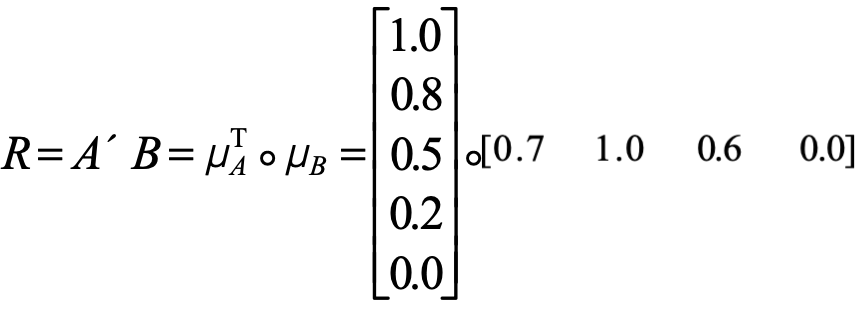 R = A´ B = μ_A^T ∘ μ_B = [1.0 0.8 0.5 0.2 0.0] ∘ [0.7 1.0 0.6 0.0]